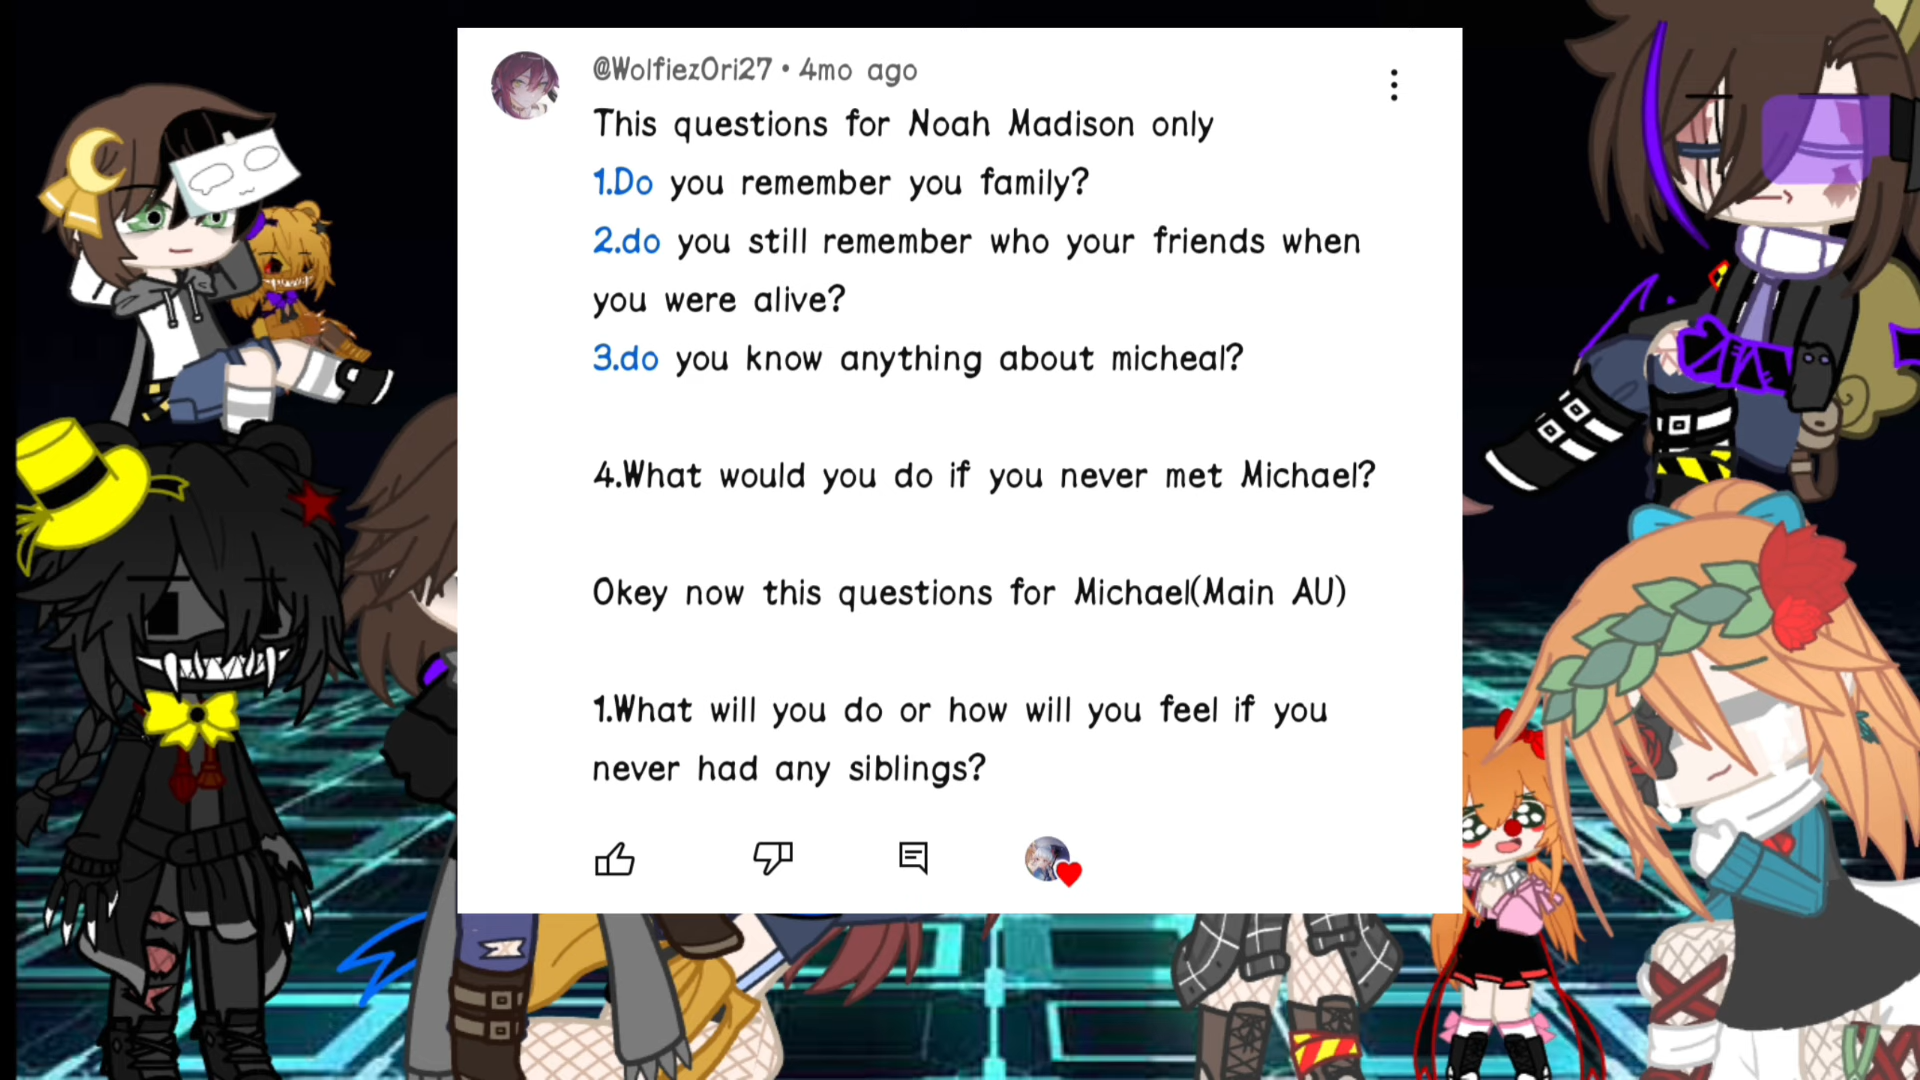 @WolfiezOri27 • 4mo ago
This questions for Noah Madison only
1.Do you remember you family?
2.do you still remember who your friends when
you were alive?
3.do you know anything about micheal?
4.What would you do if you never met Michael?
Okey now this questions for Michael(Main AU)
1.What will you do or how will you feel if you
never had any siblings?